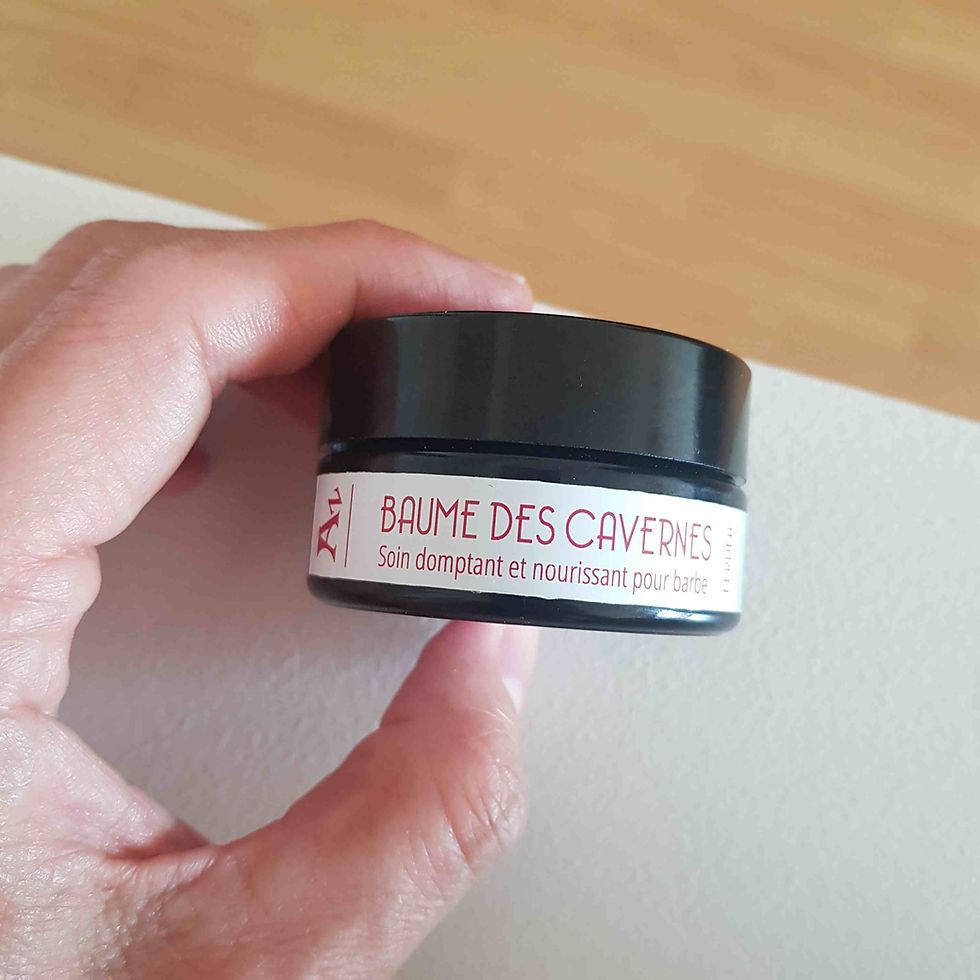 Az
BAUME DES CAVERNES
Soin domptant et nourissant pour barbe